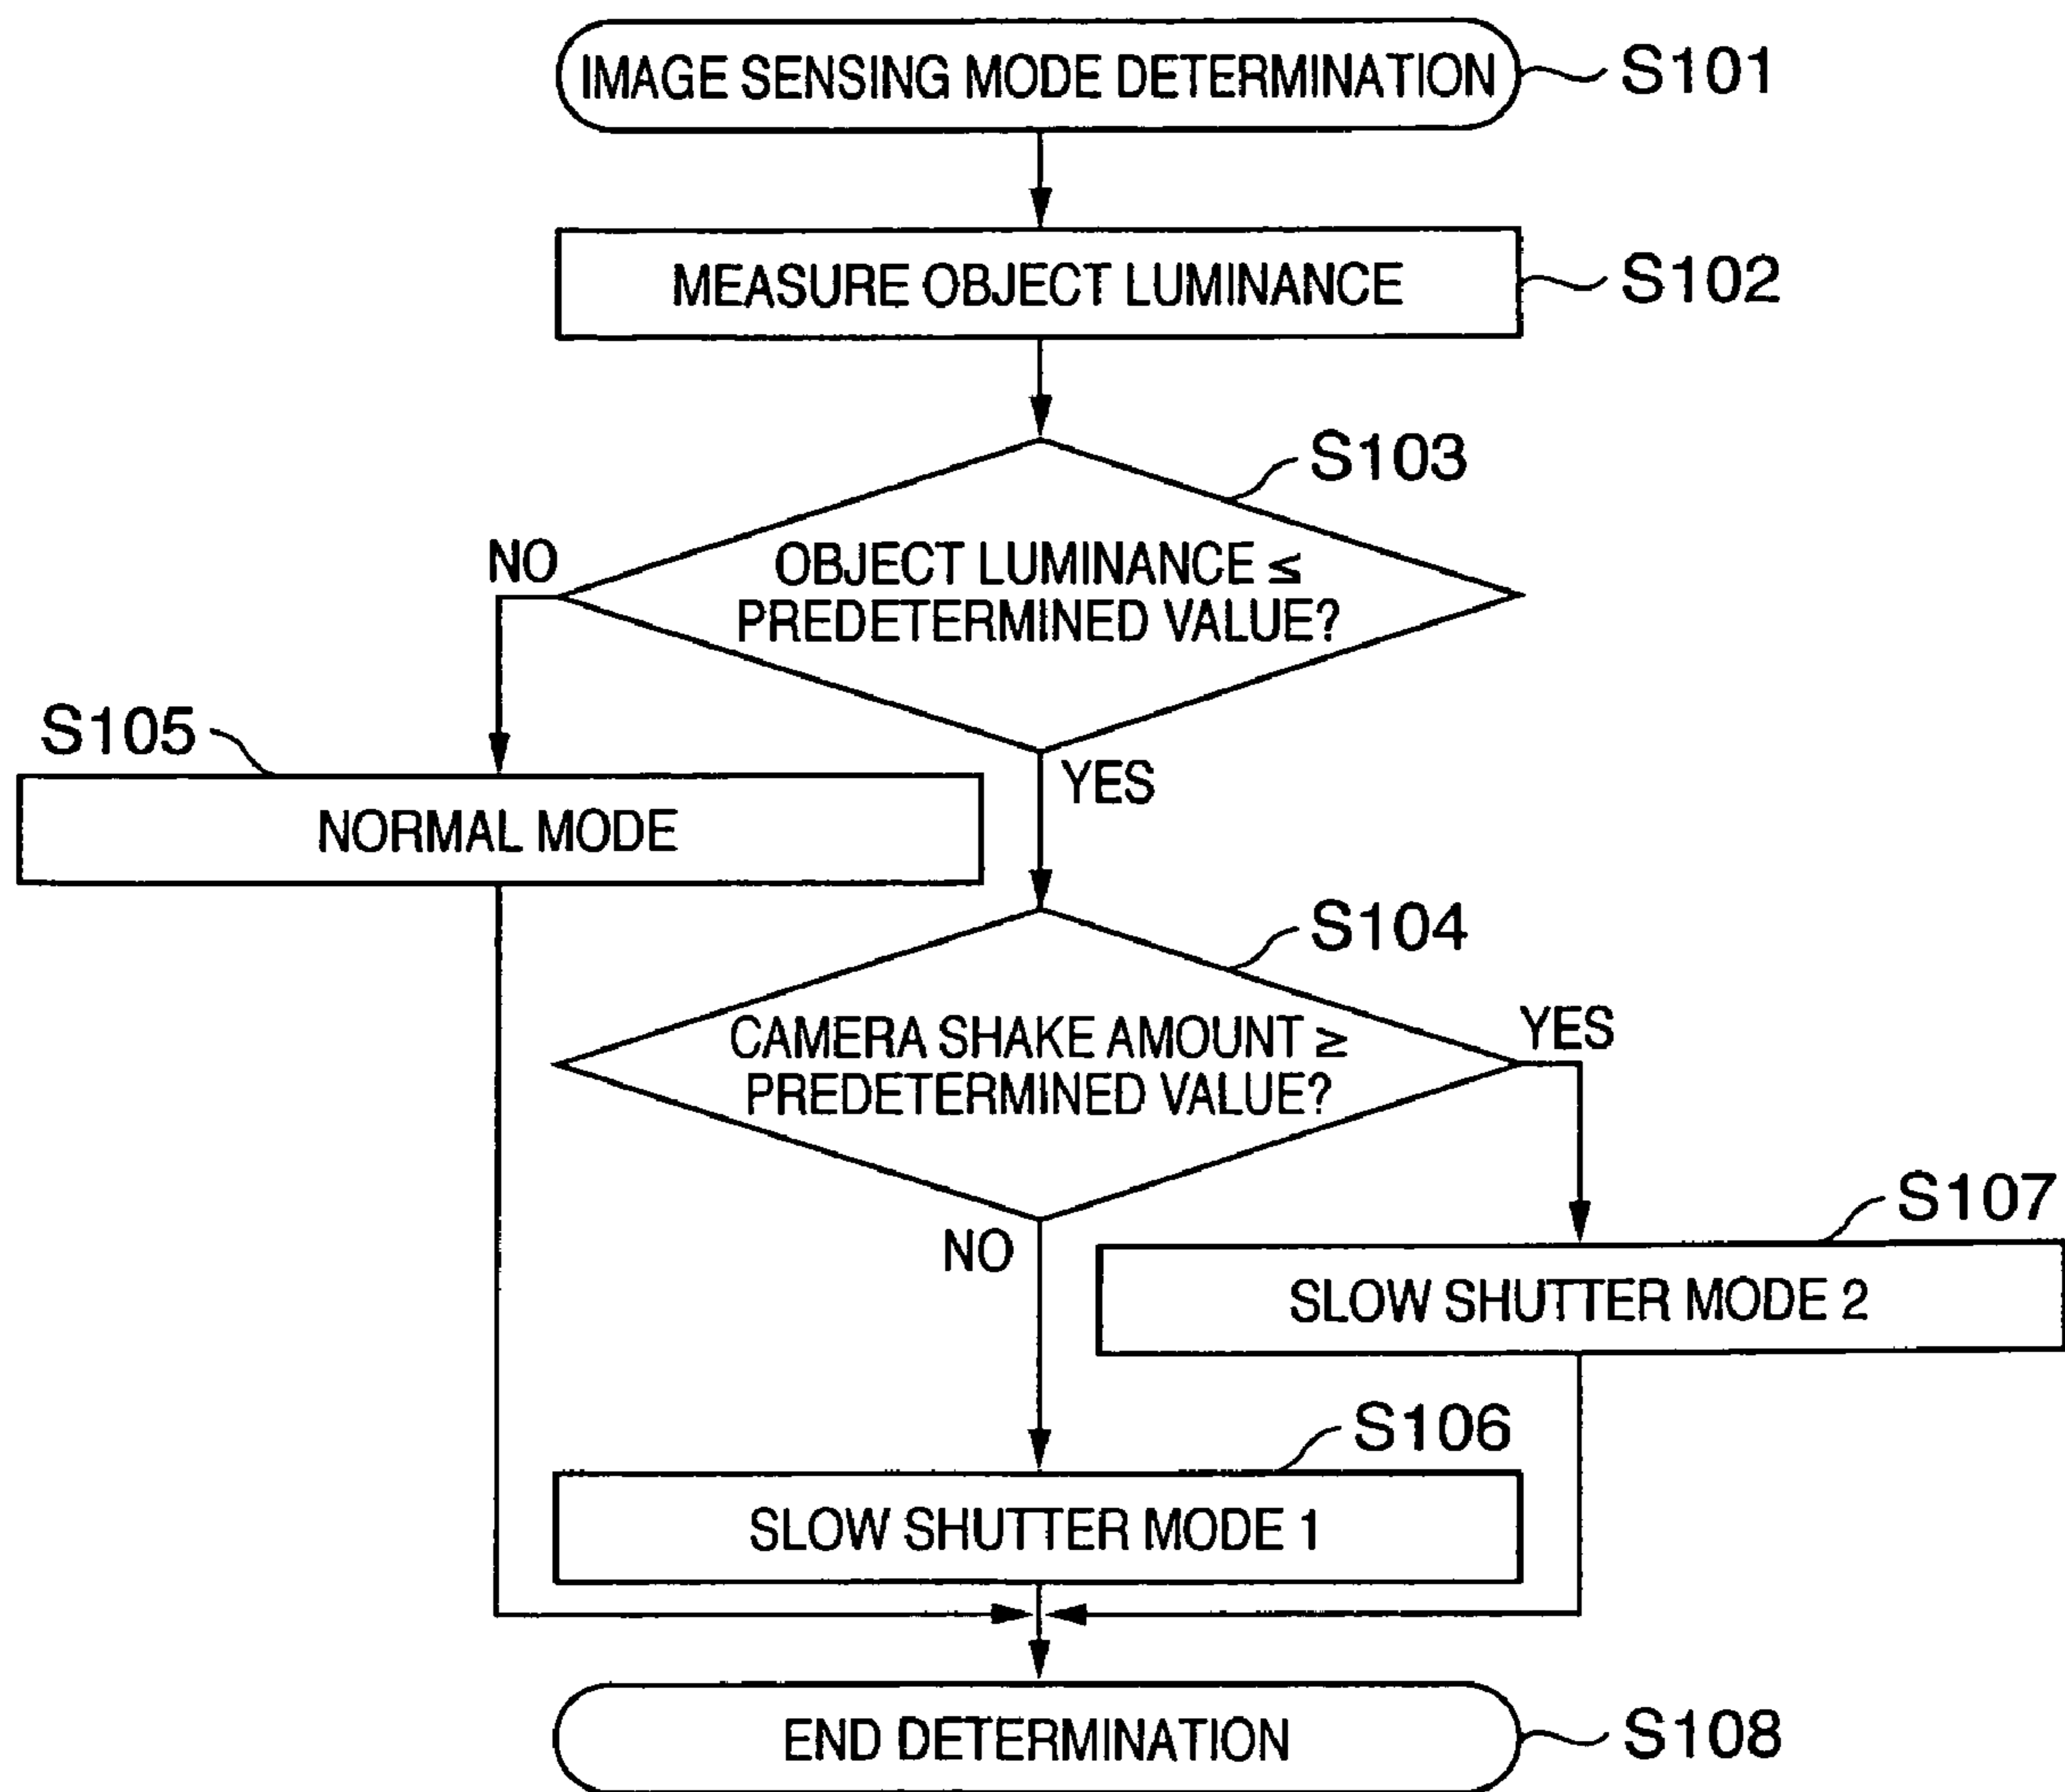 IMAGE SENSING MODE DETERMINATION
S101
MEASURE OBJECT LUMINANCE
S102
S103
OBJECT LUMINANCE ≤
PREDETERMINED VALUE?
NO
YES
S105
NORMAL MODE
S104
CAMERA SHAKE AMOUNT ≥
PREDETERMINED VALUE?
YES
NO
S107
SLOW SHUTTER MODE 2
S106
SLOW SHUTTER MODE 1
END DETERMINATION
S108